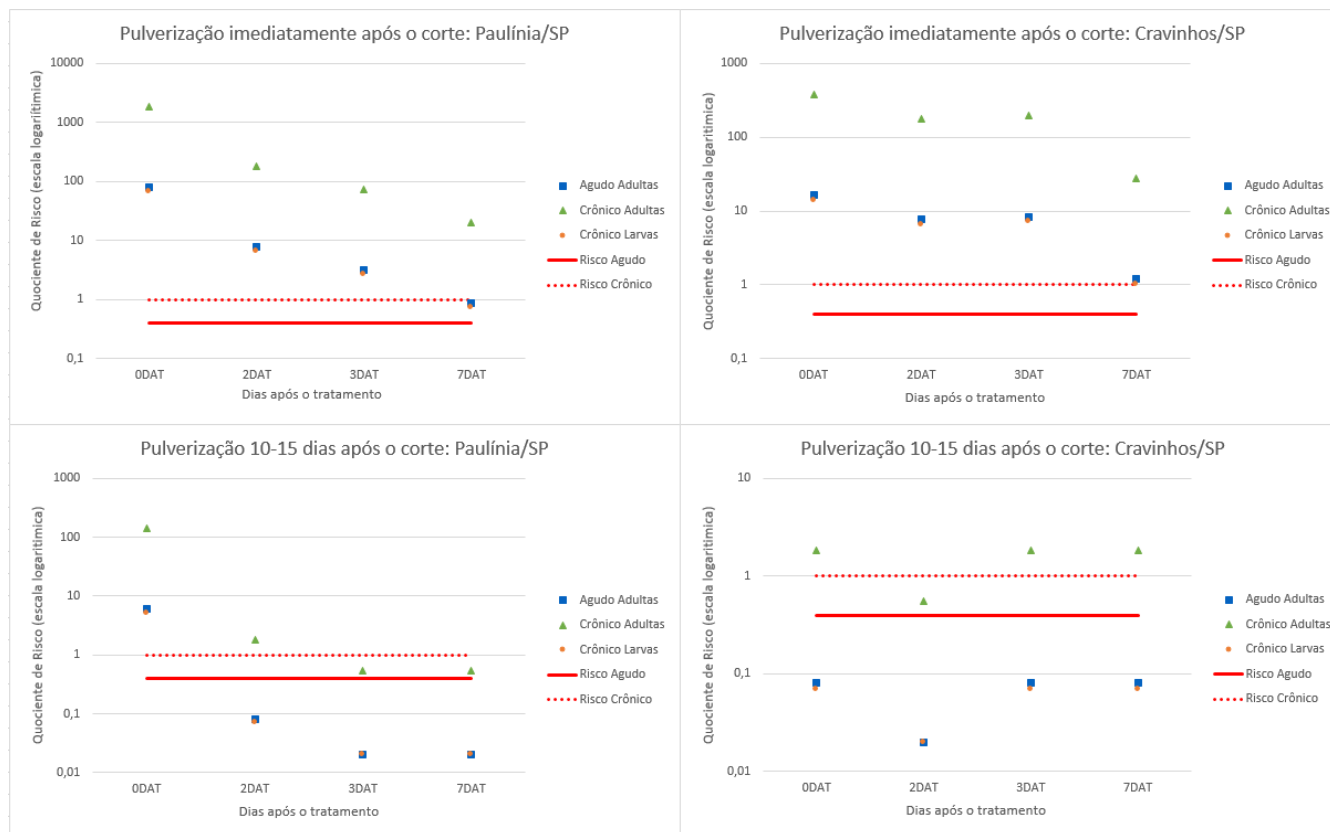 Pulverização imediatamente após o corte: Paulínia/SP
Quociente de Risco (escala logariítimica)
10000
1000
100
10
1
0,1
0DAT 2DAT 3DAT 7DAT
Dias após o tratamento
Agudo Adultas
Crônico Adultas
Crônico Larvas
Risco Agudo
Risco Crônico
Pulverização imediatamente após o corte: Cravinhos/SP
Quociente de Risco (escala logaritimica)
1000
100
10
1
0,1
0DAT 2DAT 3DAT 7DAT
Dias após o tratamento
Agudo Adultas
Crônico Adultas
Crônico Larvas
Risco Agudo
Risco Crônico
Pulverização 10-15 dias após o corte: Paulínia/SP
Quociente de Risco (escala logaritimica)
1000
100
10
1
0,1
0,01
0DAT 2DAT 3DAT 7DAT
Dias após o tratamento
Agudo Adultas
Crônico Adultas
Crônico Larvas
Risco Agudo
Risco Crônico
Pulverização 10-15 dias após o corte: Cravinhos/SP
Quociente de Risco (escala logaritimica)
10
1
0,1
0,01
0DAT 2DAT 3DAT 7DAT
Dias após o tratamento
Agudo Adultas
Crônico Adultas
Crônico Larvas
Risco Agudo
Risco Crônico